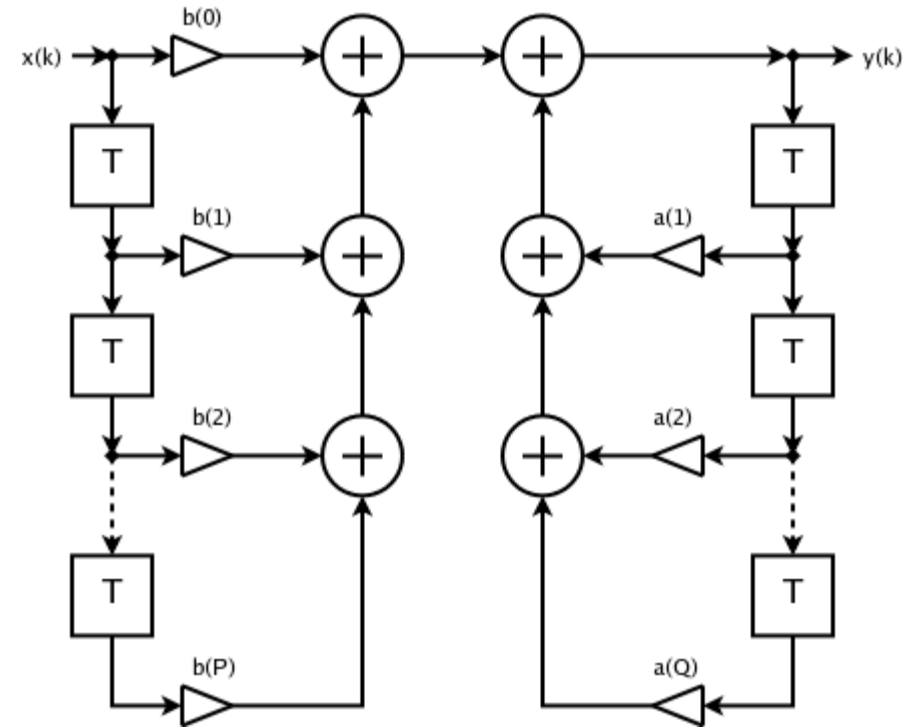 b(0)
x(k) + + y(k)
T T
b(1) a(1)
+ +
T T
b(2) a(2)
+ +
T T
b(P) a(Q)